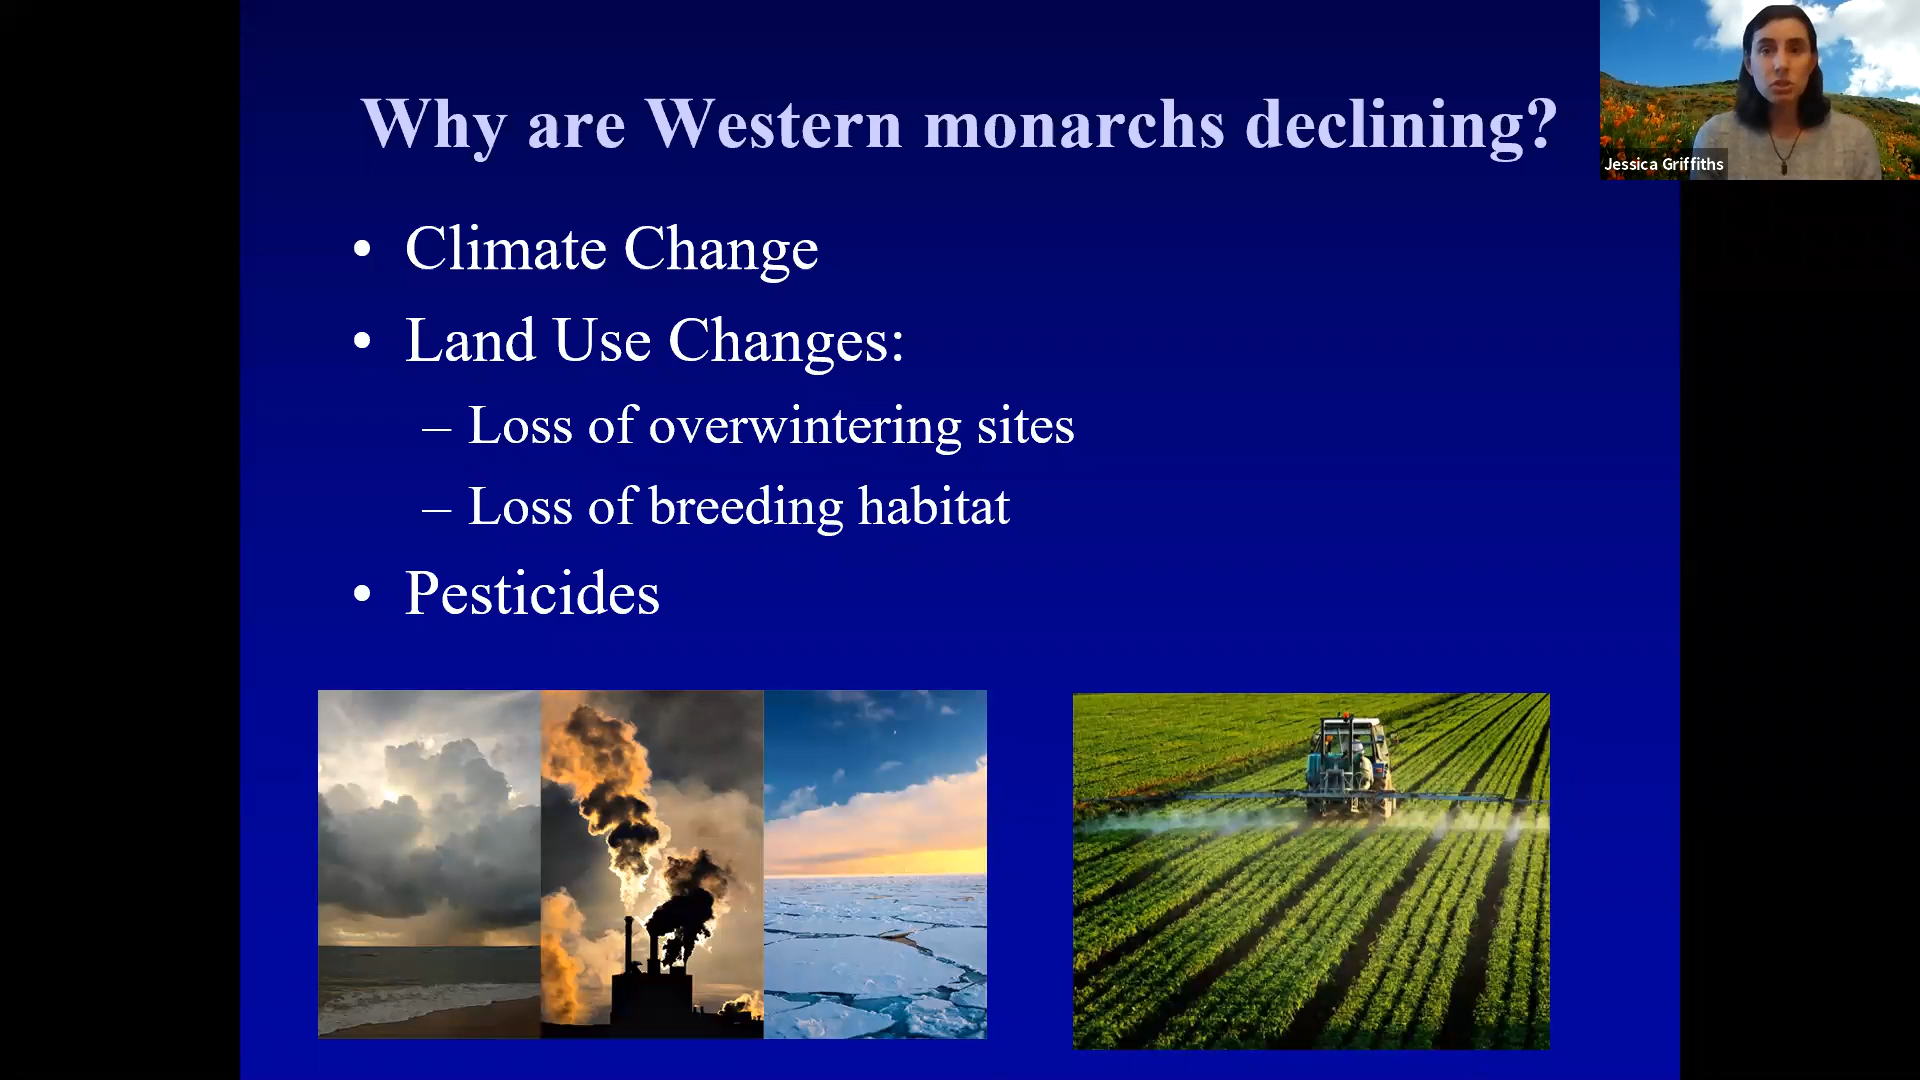 Why are Western monarchs declining?
• Climate Change
• Land Use Changes:
– Loss of overwintering sites
– Loss of breeding habitat
• Pesticides
Jessica Griffiths